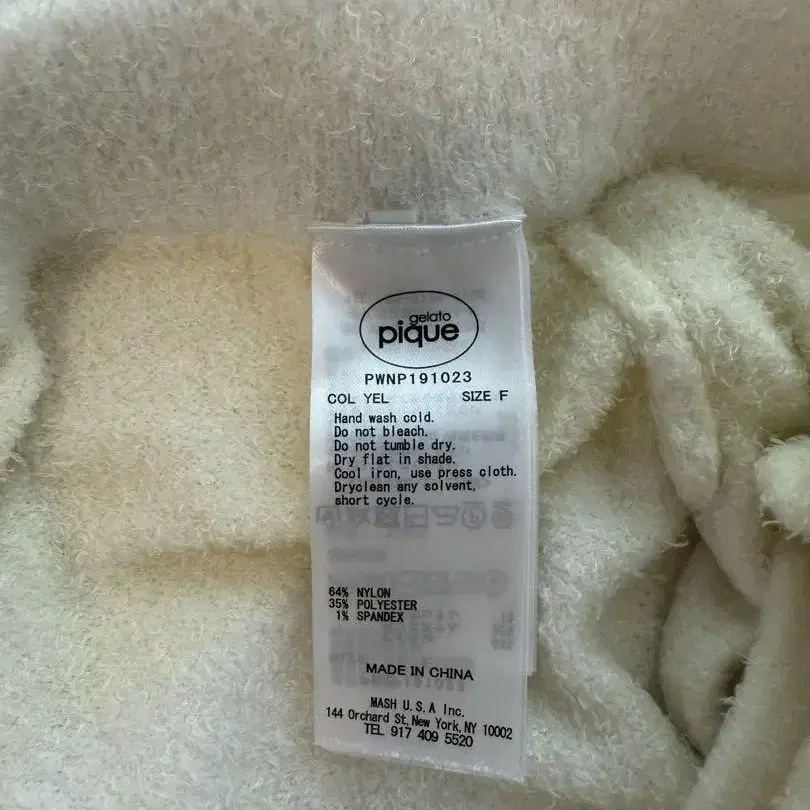 gelato
pique
PWNP191023
COL YEL SIZE F
Hand wash cold.
Do not bleach.
Do not tumble dry.
Dry flat in shade.
Cool iron, use press cloth.
Dryclean any solvent,
short cycle.
64% NYLON
35% POLYESTER
1% SPANDEX
MADE IN CHINA
MASH U.S.A Inc.
144 Orchard St, New York, NY 10002
TEL 917 409 5520